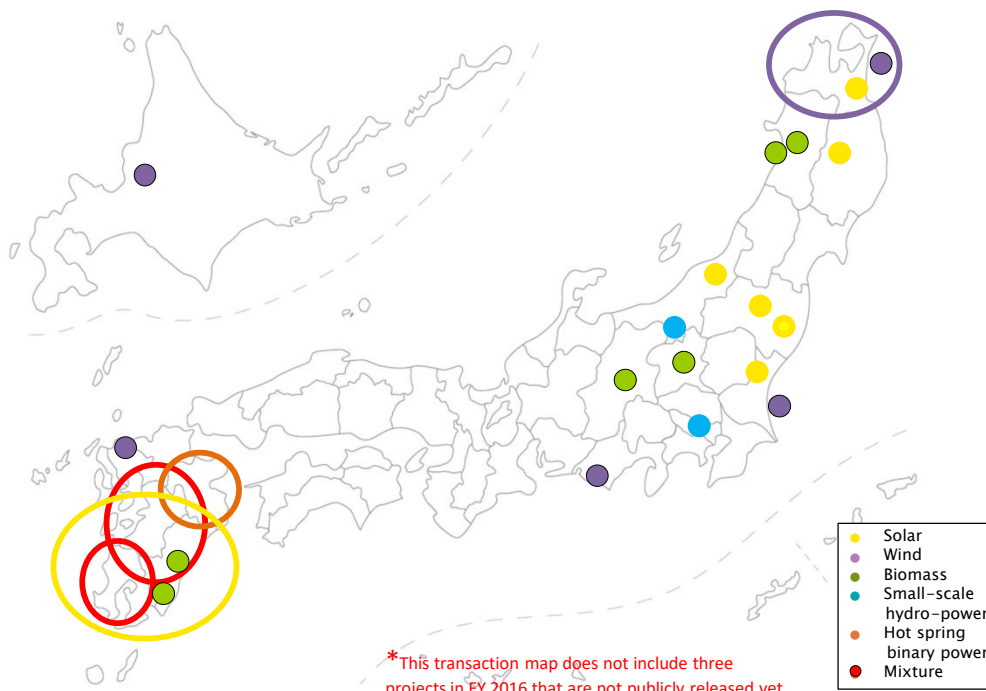 Solar
Wind
Biomass
Small-scale
hydro-power
Hot spring
binary power
Mixture
*This transaction map does not include three
projects in FY 2016 that are not publicly released yet